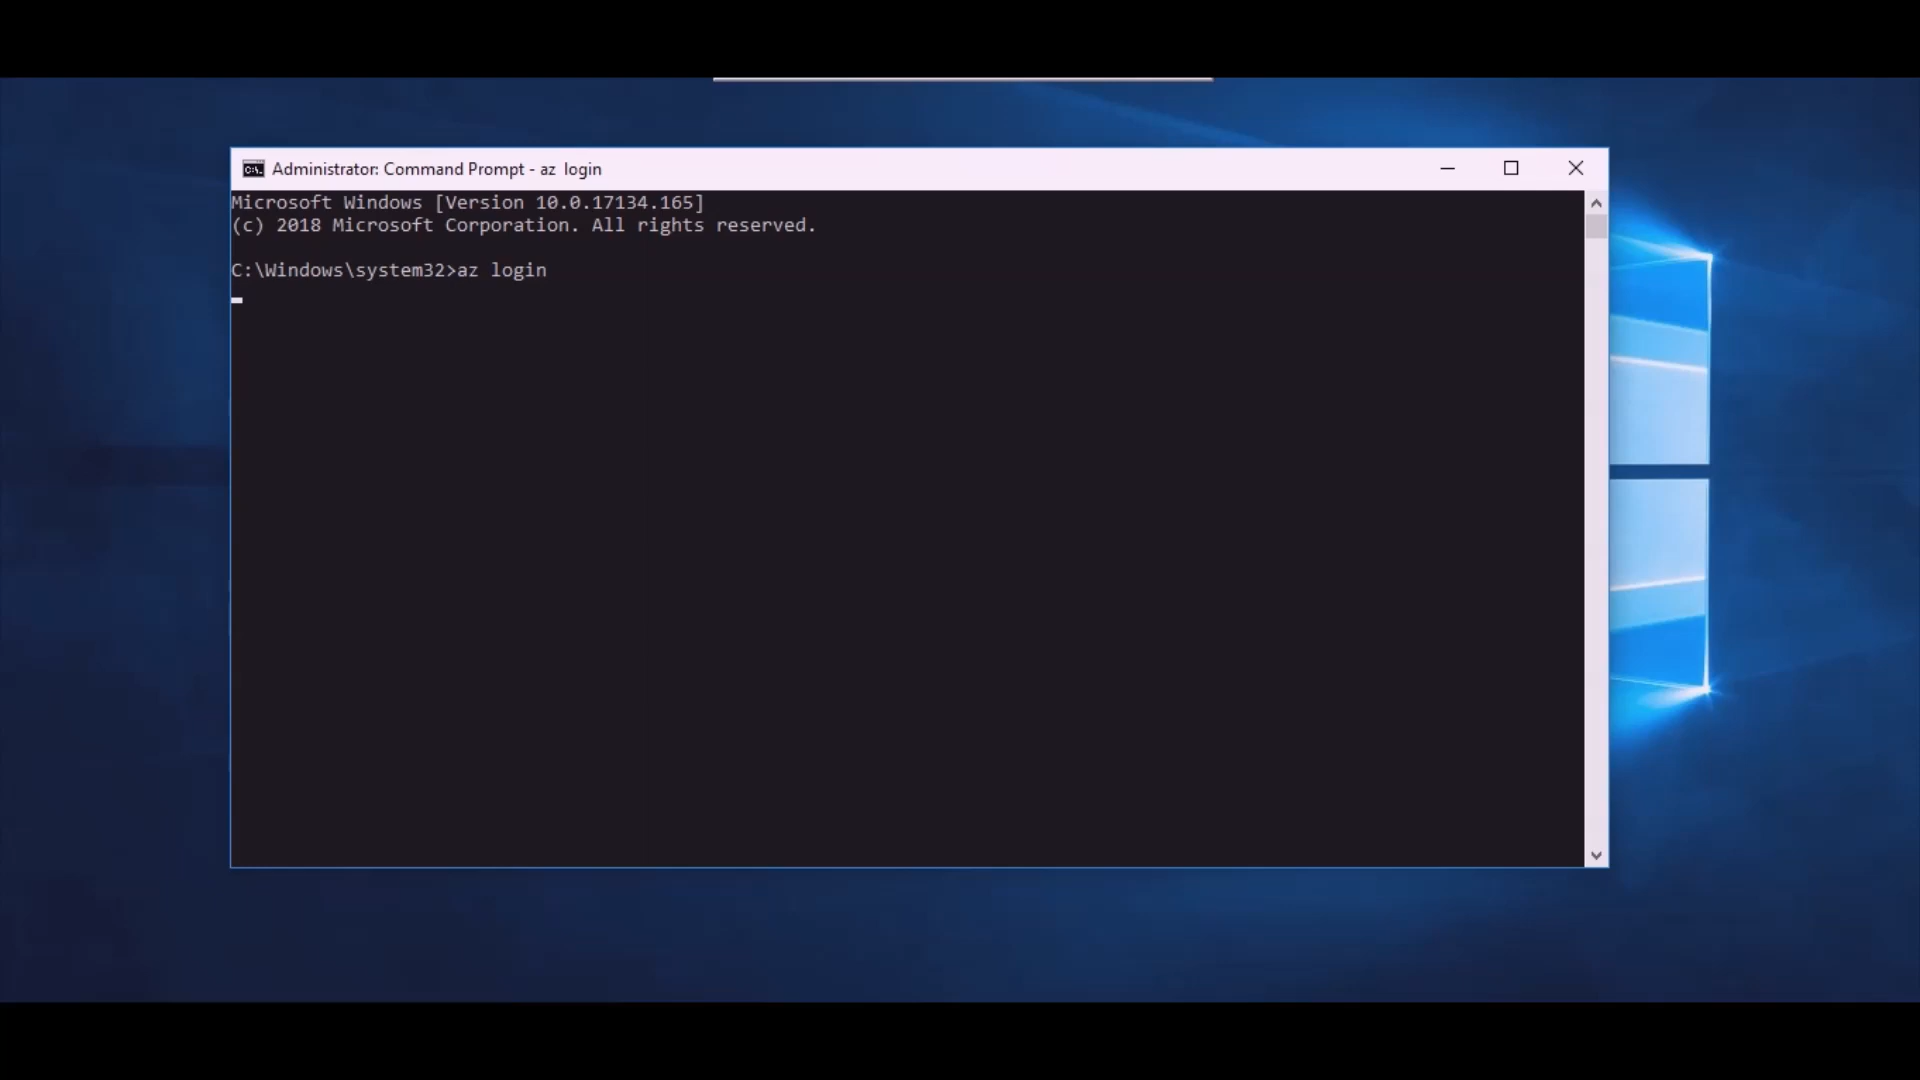 Administrator: Command Prompt - az login
Microsoft Windows [Version 10.0.17134.165]
(c) 2018 Microsoft Corporation. All rights reserved.
C:\Windows\system32>az login